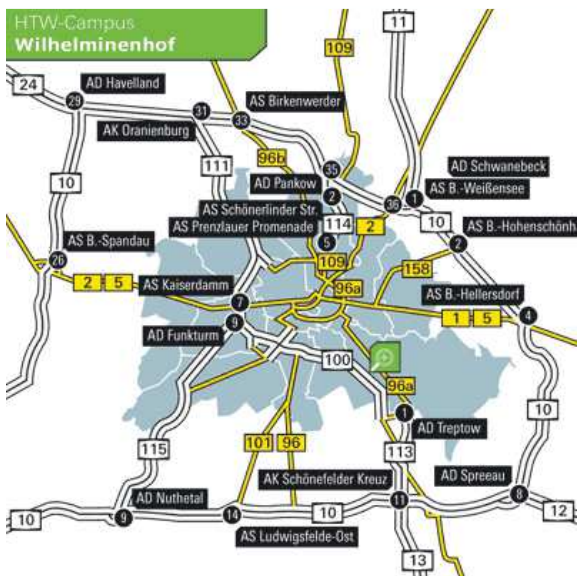 HTW-Campus
Wilhelminenhof
11
109
24
AD Havelland
29
31
AS Birkenwerder
33
AK Oranienburg
96b
35
111
AD Schwanebeck
10
AD Pankow
2
36
1
AS B.-Weißensee
AS Schönerlinder Str.
114
2
10
AS Prenzlauer Promenade
5
2
AS B.-Hohenschönh.
AS B.-Spandau
26
109
158
2
5
AS Kaiserdamm
96a
AS B.-Hellersdorf
7
1
5
4
9
AD Funkturm
100
96a
10
1
AD Treptow
115
101
96
113
AK Schönefelder Kreuz
AD Spreeau
AD Nuthetal
8
11
10
9
14
10
12
AS Ludwigsfelde-Ost
13